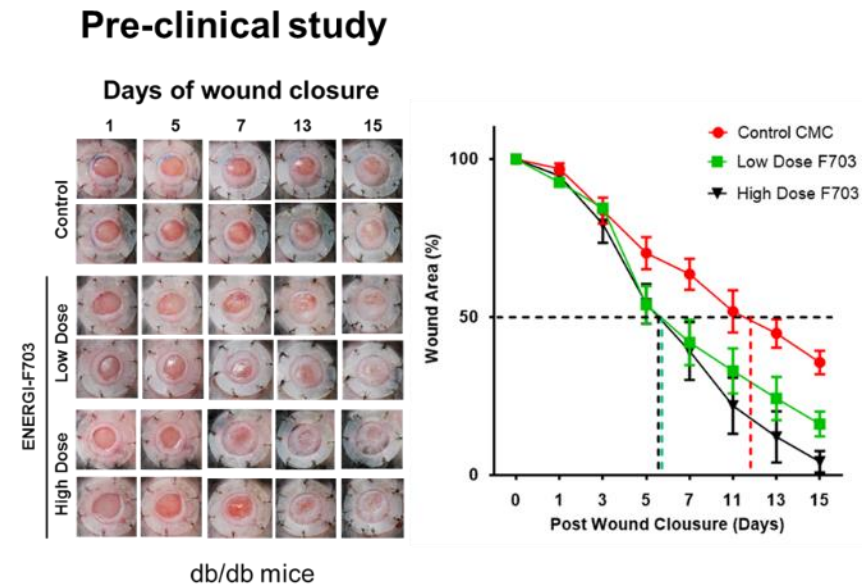 Pre-clinical study
Days of wound closure
1 5 7 13 15
Control
ENERGI-F703
Low Dose
High Dose
db/db mice
Control CMC
Low Dose F703
High Dose F703
Wound Area (%)
100
50
0
0 1 3 5 7 11 13 15
Post Wound Clousure (Days)